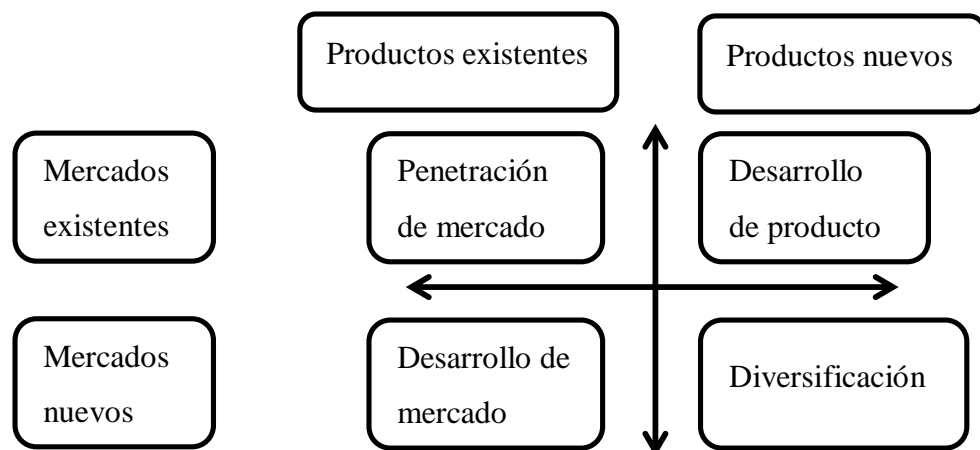 Productos existentes
Productos nuevos
Mercados
existentes
Penetración
de mercado
Desarrollo
de producto
Mercados
nuevos
Desarrollo de
mercado
Diversificación